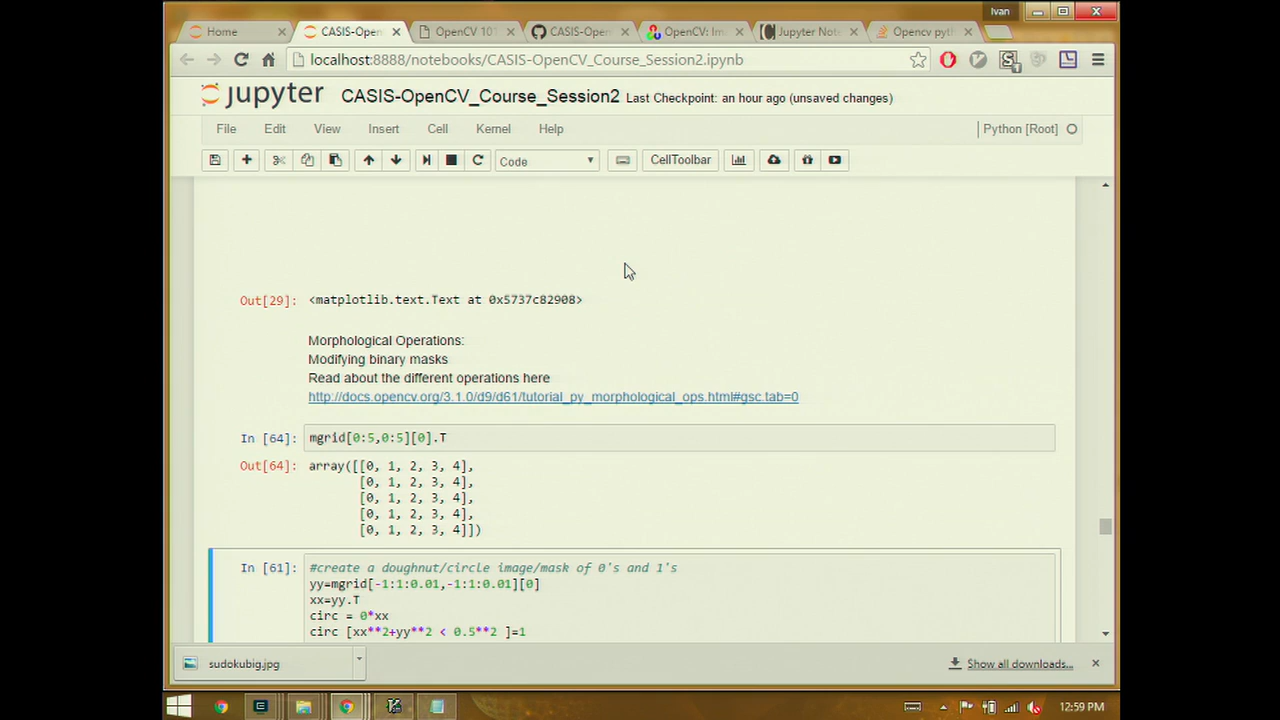 Ivan
Home
CASIS-Open
OpenCV 101
CASIS-Open
OpenCV: Im
Jupyter Not
Opencv pyth
localhost:8888/notebooks/CASIS-OpenCV_Course_Session2.ipynb
jupyter CASIS-OpenCV_Course_Session2 Last Checkpoint: an hour ago (unsaved changes)
File Edit View Insert Cell Kernel Help Python [Root]
Code CellToolbar
Out[29]: <matplotlib.text.Text at 0x5737c82908>
Morphological Operations:
Modifying binary masks
Read about the different operations here
http://docs.opencv.org/3.1.0/d9/d61/tutorial_py_morphological_ops.html#gsc.tab=0
In [64]: mgrid[0:5,0:5][0].T
Out[64]: array([[0, 1, 2, 3, 4],
[0, 1, 2, 3, 4],
[0, 1, 2, 3, 4],
[0, 1, 2, 3, 4],
[0, 1, 2, 3, 4]])
In [61]: #create a doughnut/circle image/mask of 0's and 1's
yy=mgrid[-1:1:0.01,-1:1:0.01][0]
xx=yy.T
circ = 0*xx
circ [xx**2+yy**2 < 0.5**2 ]=1
sudokubig.jpg
Show all downloads...
12:59 PM